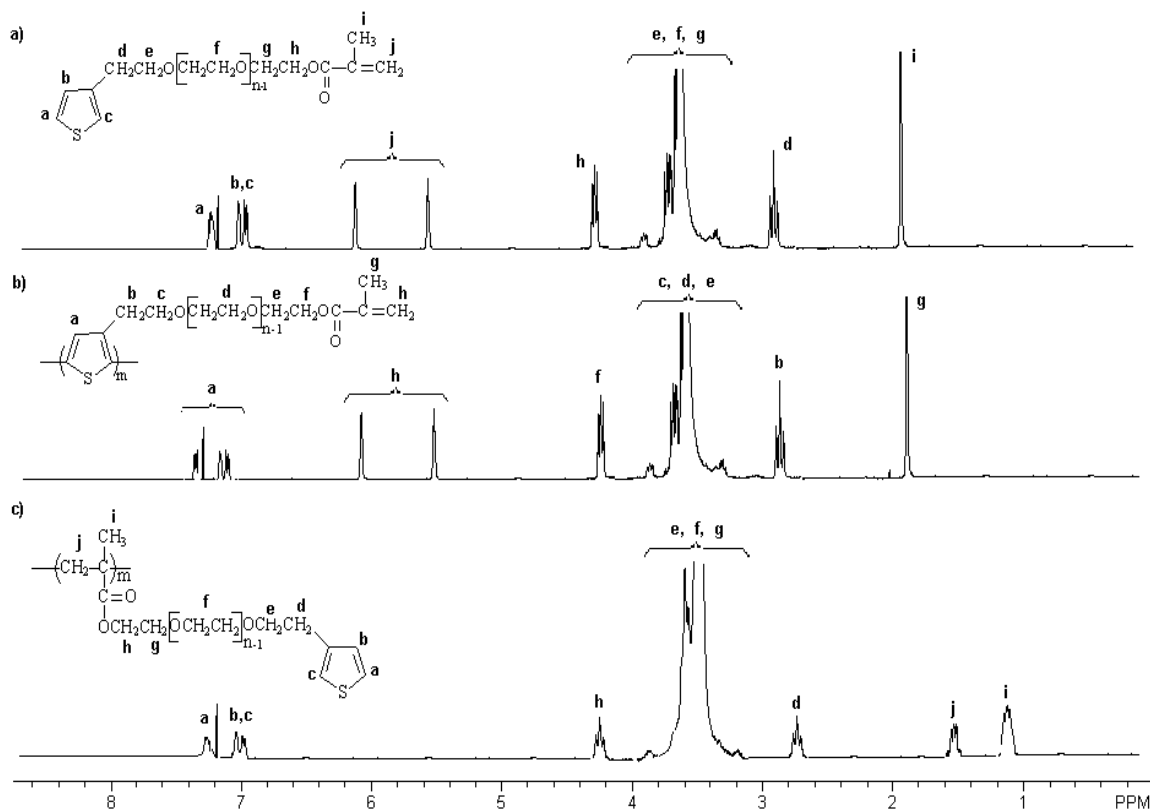 a)
i
CH₃
d e f g h j
CH₂CH₂O[CH₂CH₂O]n-1CH₂CH₂OC
CH₂
O
b
a
S
c
e, f, g
i
j
h
d
b,c
a
b)
g
CH₃
b c d e f h
CH₂CH₂O[CH₂CH₂O]n-1CH₂CH₂OC
CH₂
O
a
S
m
c, d, e
g
a
h
f
b
c)
i
j
CH₃
(CH₂ C)m
C=O
f
e d
OCH₂CH₂[OCH₂CH₂]n-1OCH₂CH₂
h g
b
c
a
S
e, f, g
a
b,c
h
d
j
i
8 7 6 5 4 3 2 1 PPM